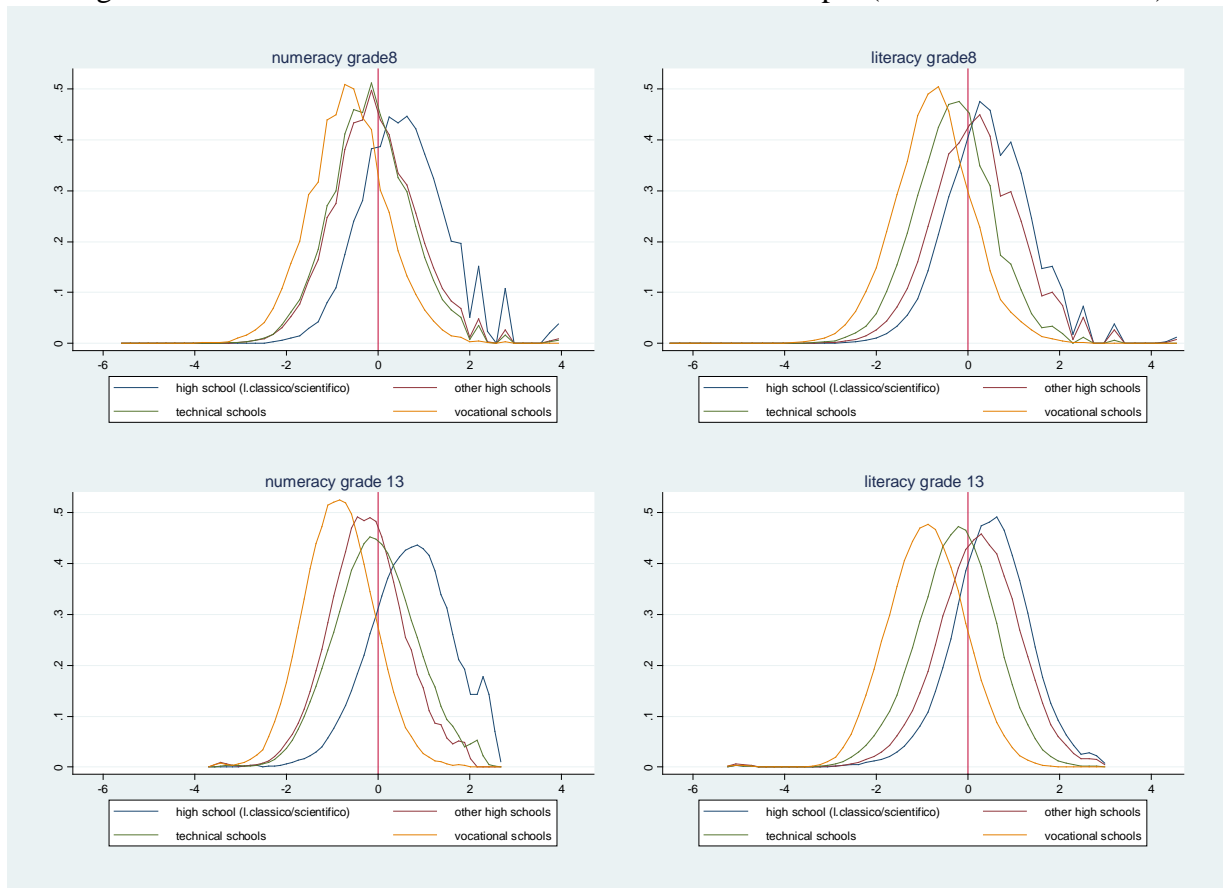 numeracy grade8
.5
.4
.3
.2
.1
0
-6 -4 -2 0 2 4
high school (l.classico/scientifico) other high schools
technical schools vocational schools
literacy grade8
.5
.4
.3
.2
.1
0
-6 -4 -2 0 2 4
high school (l.classico/scientifico) other high schools
technical schools vocational schools
numeracy grade 13
.5
.4
.3
.2
.1
0
-6 -4 -2 0 2 4
high school (l.classico/scientifico) other high schools
technical schools vocational schools
literacy grade 13
.5
.4
.3
.2
.1
0
-6 -4 -2 0 2 4
high school (l.classico/scientifico) other high schools
technical schools vocational schools